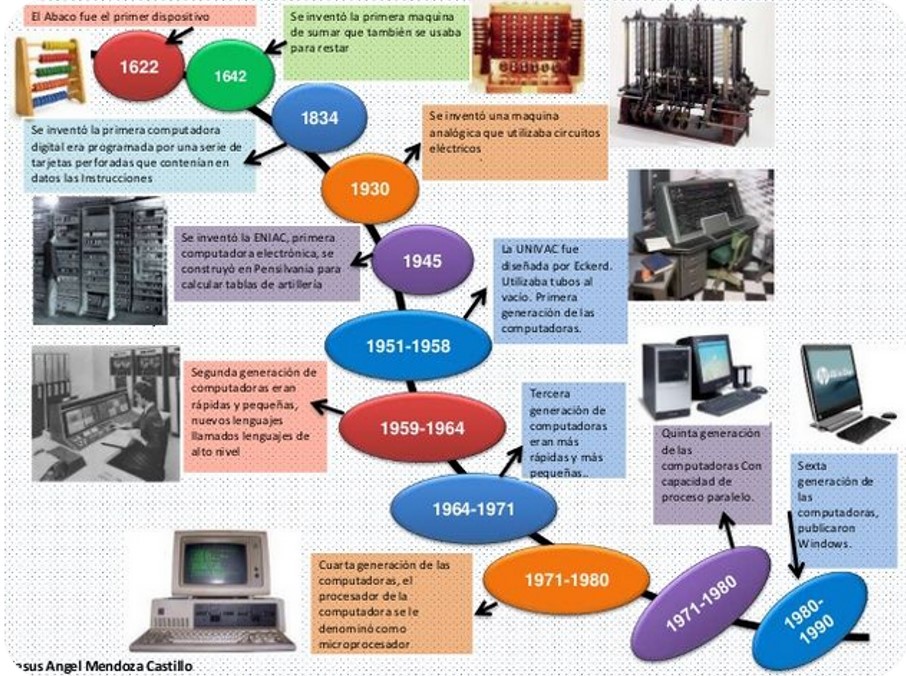 El Abaco fue el primer dispositivo
1622
1642
Se inventó la primera maquina
de sumar que también se usaba
para restar
1834
Se inventó la primera computadora
digital era programada por una serie de
tarjetas perforadas que contenían en
datos las Instrucciones
1930
Se inventó una maquina
analógica que utilizaba circuitos
eléctricos
1945
Se inventó la ENIAC, primera
computadora electrónica, se
construyó en Pensilvania para
calcular tablas de artillería
1951-1958
La UNIVAC fue
diseñada por Eckerd.
Utilizaba tubos al
vacío. Primera
generación de las
computadoras.
1959-1964
Segunda generación de
computadoras eran
rápidas y pequeñas,
nuevos lenguajes
llamados lenguajes de
alto nivel
1964-1971
Tercera
generación de
computadoras
eran más
rápidas y más
pequeñas..
1971-1980
Cuarta generación de las
computadoras, el
procesador de la
computadora se le
denominó como
microprocesador
1971-1980
Quinta generación
de las
computadoras Con
capacidad de
proceso paralelo.
1980-
1990
Sexta
generación de
las
computadoras,
publicaron
Windows.
Angel Mendoza Castillo